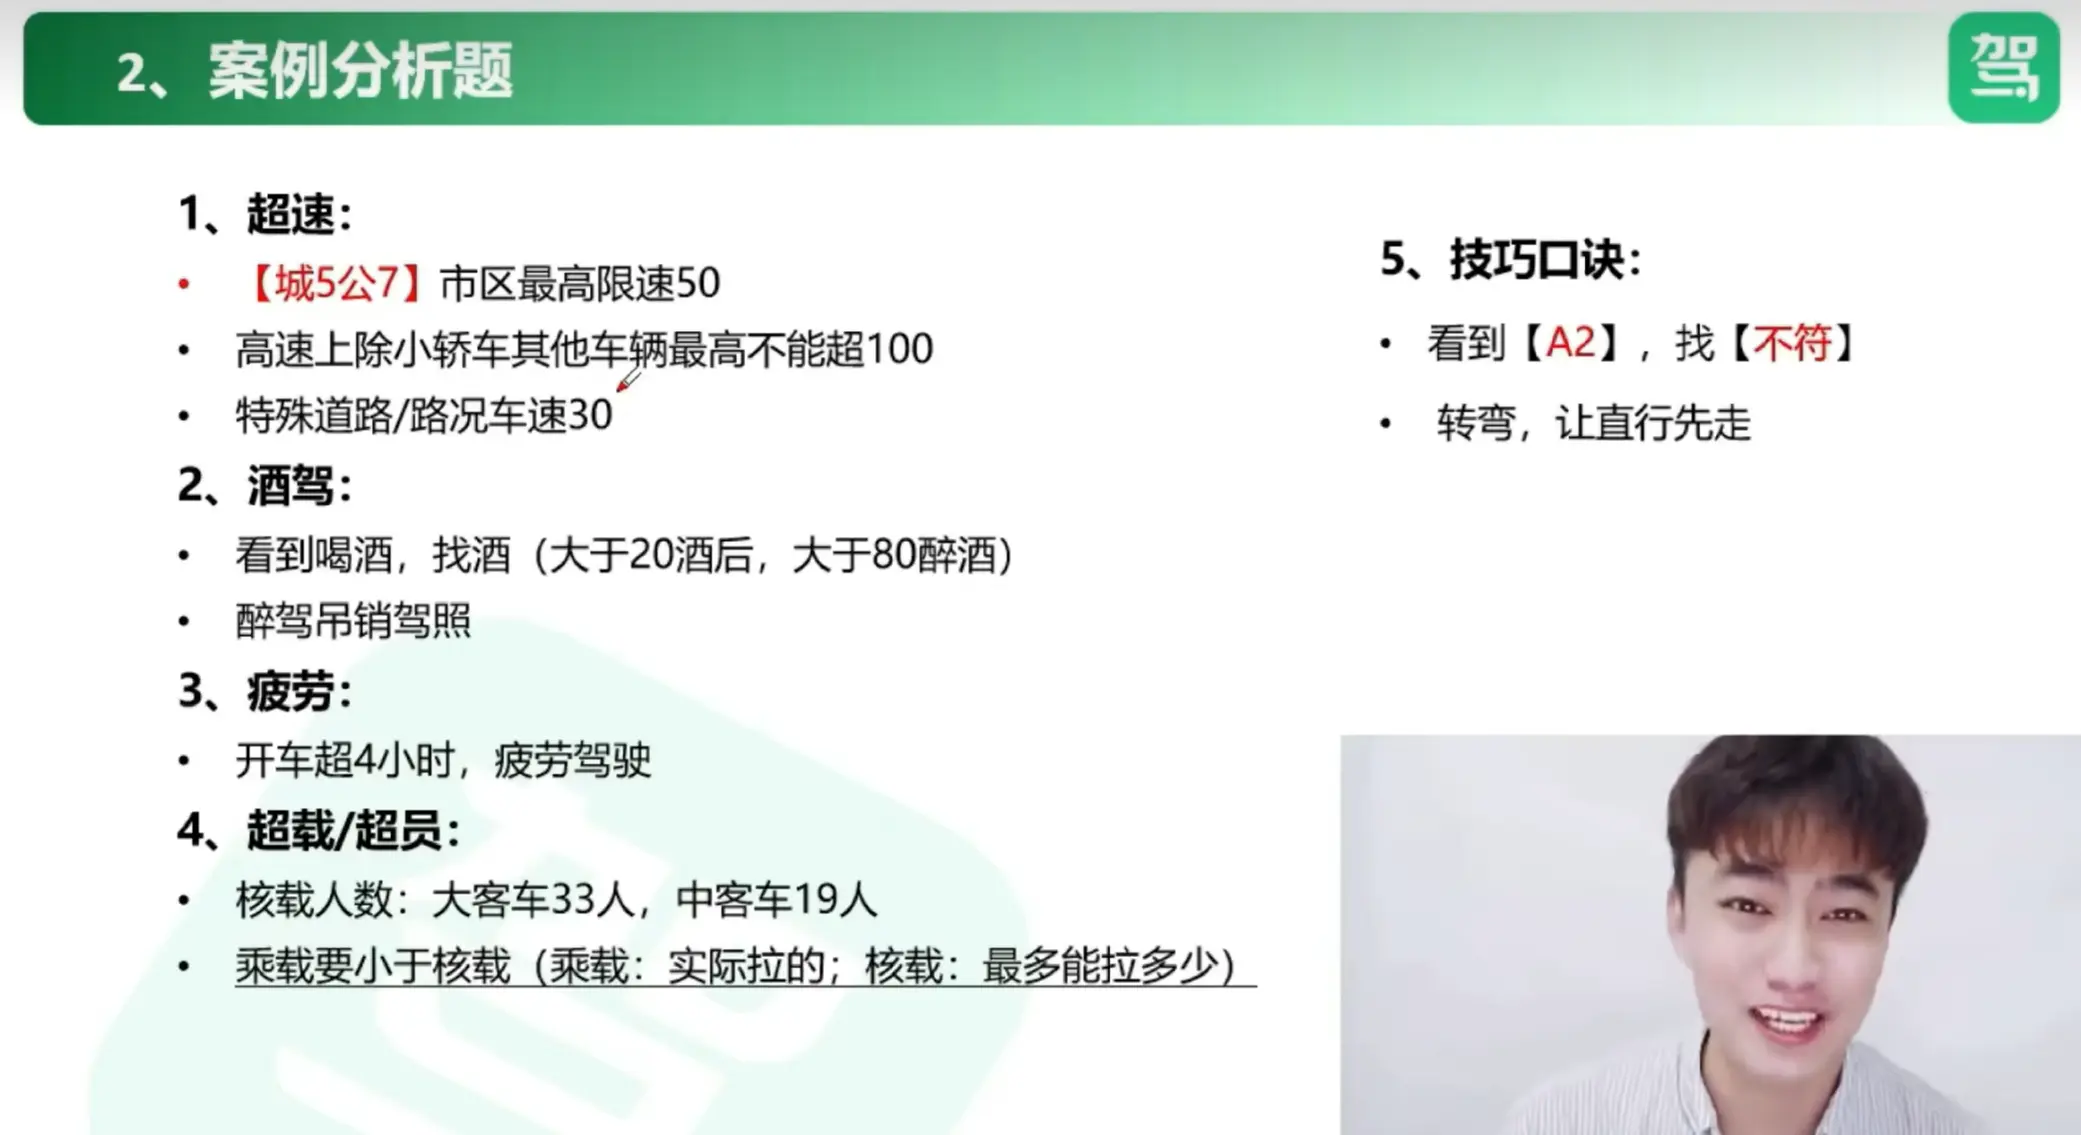 2、案例分析题
驾
1、超速：
• 【城5公7】市区最高限速50
• 高速上除小轿车其他车辆最高不能超100
• 特殊道路/路况车速30
2、酒驾：
• 看到喝酒，找酒（大于20酒后，大于80醉酒）
• 醉驾吊销驾照
3、疲劳：
• 开车超4小时，疲劳驾驶
4、超载/超员：
• 核载人数：大客车33人，中客车19人
• 乘载要小于核载（乘载：实际拉的；核载：最多能拉多少）
5、技巧口诀：
• 看到【A2】，找【不符】
• 转弯，让直行先走